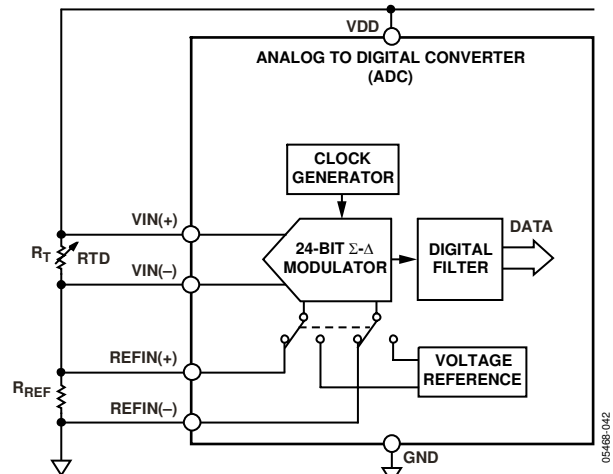 VDD
ANALOG TO DIGITAL CONVERTER
(ADC)
CLOCK
GENERATOR
VIN(+)
DATA
RT
RTD
24-BIT Σ-Δ
MODULATOR
DIGITAL
FILTER
VIN(–)
REFIN(+)
VOLTAGE
REFERENCE
RREF
REFIN(–)
GND
05468-042